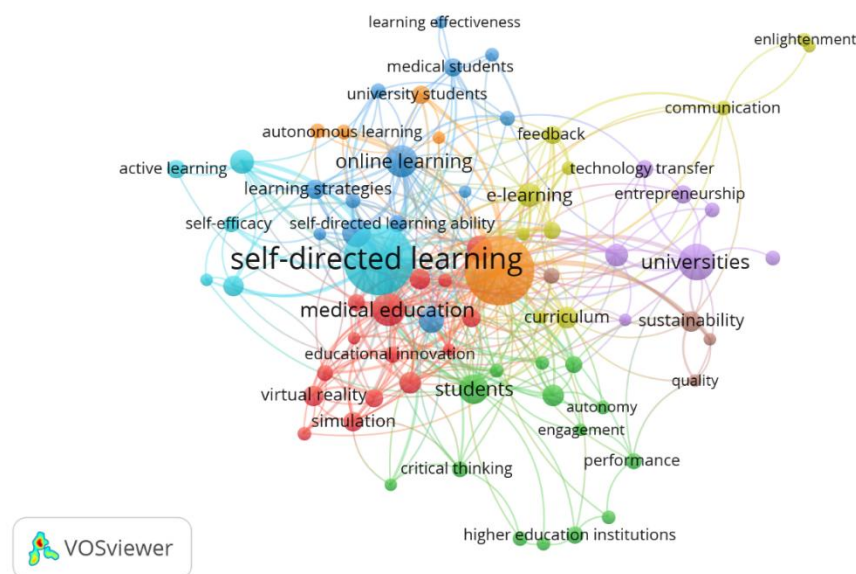 learning effectiveness
enlightenment
medical students
university students
communication
autonomous learning
feedback
active learning
online learning
technology transfer
learning strategies
e-learning
entrepreneurship
self-efficacy
self-directed learning ability
self-directed learning
universities
medical education
curriculum
sustainability
educational innovation
quality
virtual reality
students
autonomy
simulation
engagement
critical thinking
performance
higher education institutions
VOSviewer